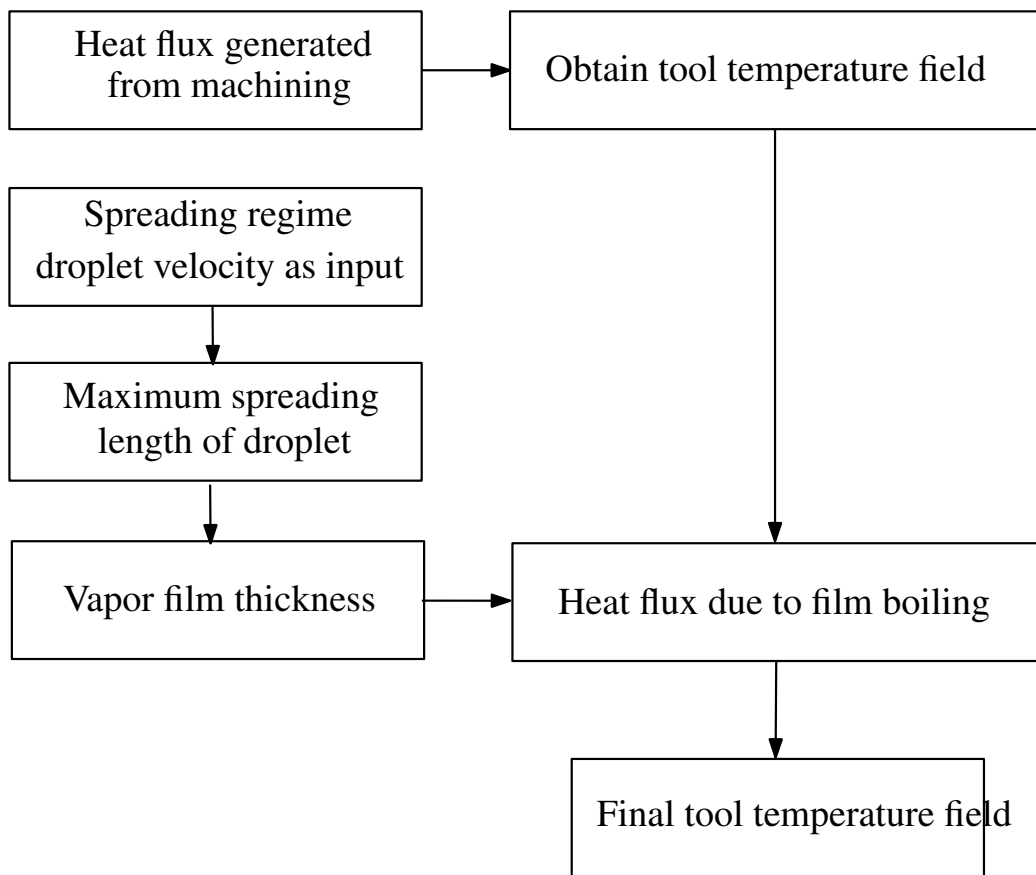 Heat flux generated
from machining
Obtain tool temperature field
Spreading regime
droplet velocity as input
Maximum spreading
length of droplet
Vapor film thickness
Heat flux due to film boiling
Final tool temperature field